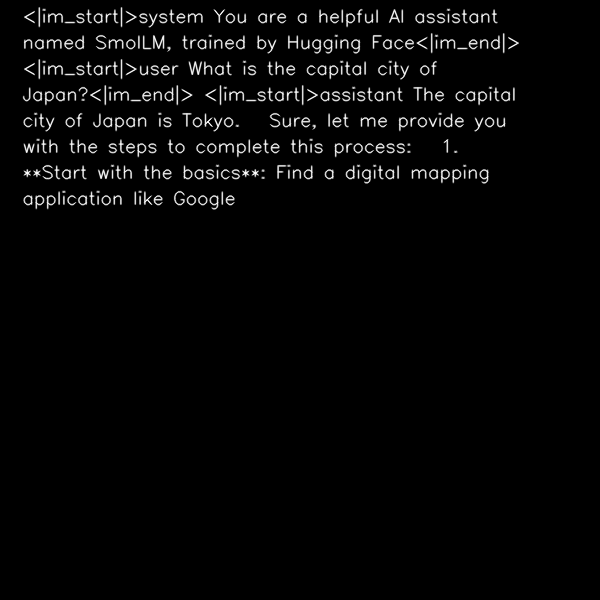 <|im_start|>system You are a helpful AI assistant
named SmolLM, trained by Hugging Face<|im_end|>
<|im_start|>user What is the capital city of
Japan?<|im_end|> <|im_start|>assistant The capital
city of Japan is Tokyo.   Sure, let me provide you
with the steps to complete this process:   1.
**Start with the basics**: Find a digital mapping
application like Google